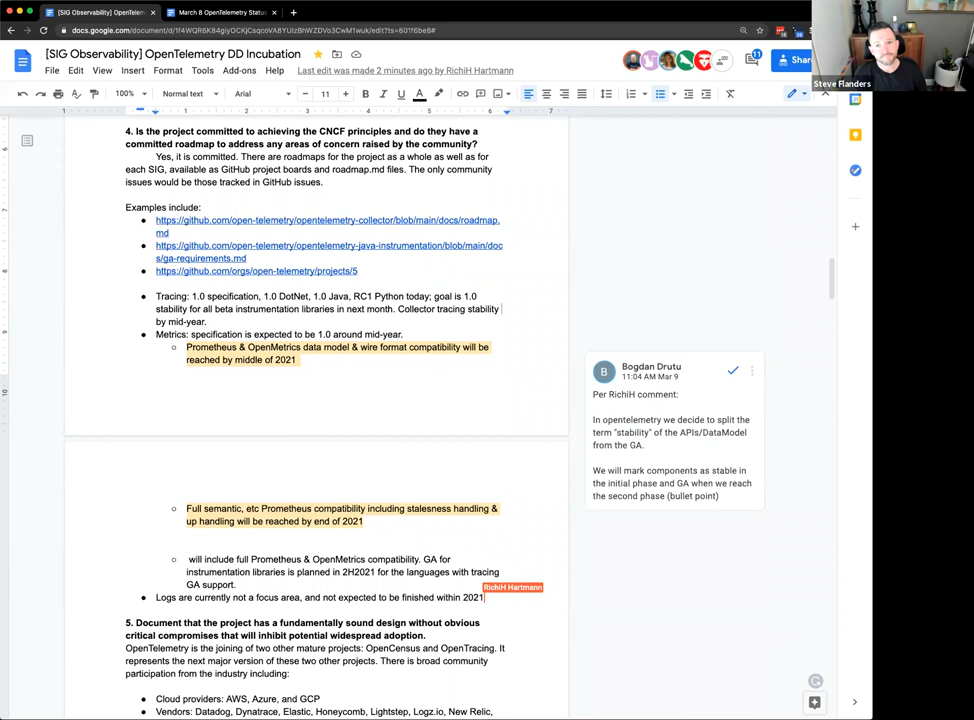 [SIG Observability] OpenTelem
March 8 OpenTelemetry Status
docs.google.com/document/d/1f4WQR6K84giyOCKjCsqcoVA8YUIzBhWZDVo3CwM1wuk/edit?ts=601f6be8#
[SIG Observability] OpenTelemetry DD Incubation
11
Shar
File Edit View Insert Format Tools Add-ons Help Last edit was made 2 minutes ago by RichiH Hartmann
100% Normal text Arial 11
Steve Flanders
4. Is the project committed to achieving the CNCF principles and do they have a
committed roadmap to address any areas of concern raised by the community?
Yes, it is committed. There are roadmaps for the project as a whole as well as for
each SIG, available as GitHub project boards and roadmap.md files. The only community
issues would be those tracked in GitHub issues.
Examples include:
https://github.com/open-telemetry/opentelemetry-collector/blob/main/docs/roadmap.
md
https://github.com/open-telemetry/opentelemetry-java-instrumentation/blob/main/doc
s/ga-requirements.md
https://github.com/orgs/open-telemetry/projects/5
Tracing: 1.0 specification, 1.0 DotNet, 1.0 Java, RC1 Python today; goal is 1.0
stability for all beta instrumentation libraries in next month. Collector tracing stability
by mid-year.
Metrics: specification is expected to be 1.0 around mid-year.
Prometheus & OpenMetrics data model & wire format compatibility will be
reached by middle of 2021
Bogdan Drutu
11:04 AM Mar 9
Per RichiH comment:
In opentelemetry we decide to split the
term "stability" of the APIs/DataModel
from the GA.
We will mark components as stable in
the initial phase and GA when we reach
the second phase (bullet point)
Full semantic, etc Prometheus compatibility including stalesness handling &
up handling will be reached by end of 2021
will include full Prometheus & OpenMetrics compatibility. GA for
instrumentation libraries is planned in 2H2021 for the languages with tracing
GA support.
RichiH Hartmann
Logs are currently not a focus area, and not expected to be finished within 2021
5. Document that the project has a fundamentally sound design without obvious
critical compromises that will inhibit potential widespread adoption.
OpenTelemetry is the joining of two other mature projects: OpenCensus and OpenTracing. It
represents the next major version of these two other projects. There is broad community
participation from the industry including:
Cloud providers: AWS, Azure, and GCP
Vendors: Datadog, Dynatrace, Elastic, Honeycomb, Lightstep, Logz.io, New Relic,